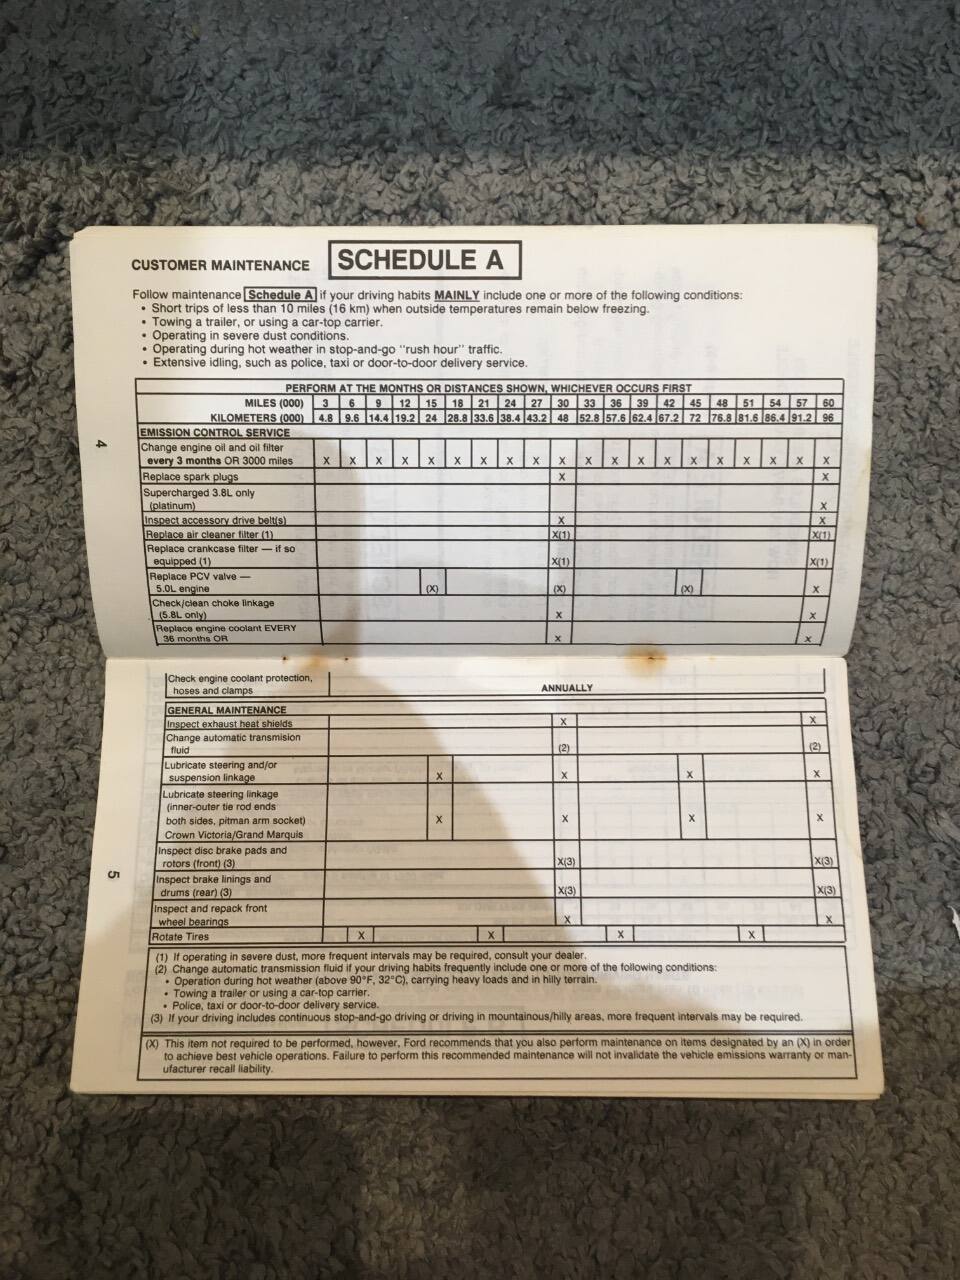 CUSTOMER MAINTENANCE SCHEDULE A
Follow maintenance Schedule A if your driving habits MAINLY include one or more of the following conditions:
• Short trips of less than 10 miles (16 km) when outside temperatures remain below freezing.
• Towing a trailer, or using a car-top carrier.
• Operating in severe dust conditions.
• Operating during hot weather in stop-and-go "rush hour" traffic.
• Extensive idling, such as police, taxi or door-to-door delivery service.
PERFORM AT THE MONTHS OR DISTANCES SHOWN, WHICHEVER OCCURS FIRST
MILES (000) 3 6 9 12 15 18 21 24 27 30 33 36 39 42 45 48 51 54 57 60
KILOMETERS (000) 4.8 9.6 14.4 19.2 24 28.8 33.6 38.4 43.2 48 52.8 57.6 62.4 67.2 72 76.8 81.6 86.4 91.2 96
EMISSION CONTROL SERVICE
Change engine oil and oil filter
every 3 months OR 3000 miles X X X X X X X X X X X X X X X X X X X X
Replace spark plugs X X
Supercharged 3.8L only
(platinum) X
Inspect accessory drive belt(s) X X
Replace air cleaner filter (1) X(1) X(1)
Replace crankcase filter — if so
equipped (1) X(1) X(1)
Replace PCV valve —
5.0L engine (X) (X) (X) X
Check/clean choke linkage
(5.8L only) X X
Replace engine coolant EVERY
36 months OR X X
4
Check engine coolant protection,
hoses and clamps ANNUALLY
GENERAL MAINTENANCE
Inspect exhaust heat shields X X
Change automatic transmision
fluid (2) (2)
Lubricate steering and/or
suspension linkage X X X X
Lubricate steering linkage
(inner-outer tie rod ends
both sides, pitman arm socket)
Crown Victoria/Grand Marquis X X X X
Inspect disc brake pads and
rotors (front) (3) X(3) X(3)
Inspect brake linings and
drums (rear) (3) X(3) X(3)
Inspect and repack front
wheel bearings X X
Rotate Tires X X X X
5
(1) If operating in severe dust, more frequent intervals may be required, consult your dealer.
(2) Change automatic transmission fluid if your driving habits frequently include one or more of the following conditions:
• Operation during hot weather (above 90°F, 32°C), carrying heavy loads and in hilly terrain.
• Towing a trailer or using a car-top carrier.
• Police, taxi or door-to-door delivery service.
(3) If your driving includes continuous stop-and-go driving or driving in mountainous/hilly areas, more frequent intervals may be required.
(X) This item not required to be performed, however, Ford recommends that you also perform maintenance on items designated by an (X) in order
to achieve best vehicle operations. Failure to perform this recommended maintenance will not invalidate the vehicle emissions warranty or man-
ufacturer recall liability.